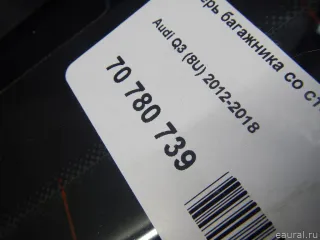 ерь багажника со ст
Audi Q3 (8U) 2012-2018
70 780 739
eaural.ru